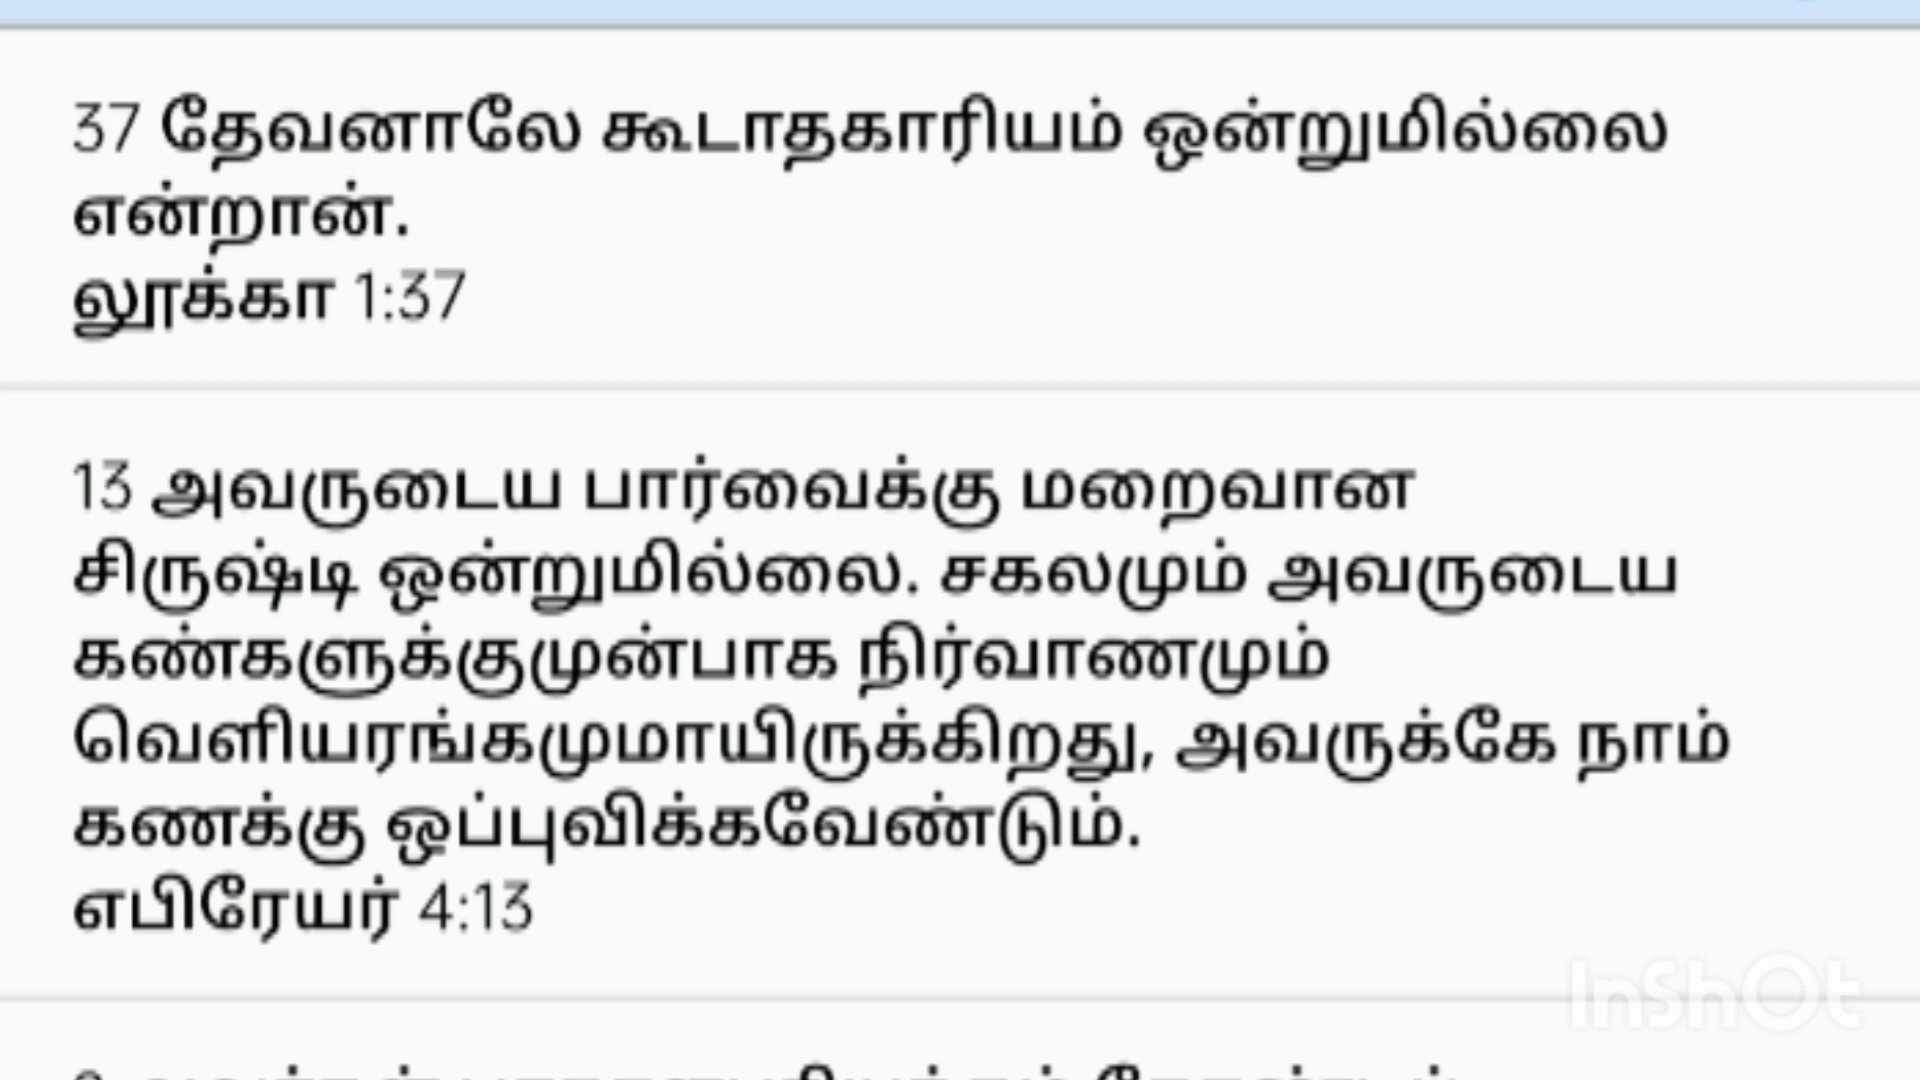 37 தேவனாலே கூடாதகாரியம் ஒன்றுமில்லை
என்றான்.
லூக்கா 1:37
13 அவருடைய பார்வைக்கு மறைவான
சிருஷ்டி ஒன்றுமில்லை. சகலமும் அவருடைய
கண்களுக்குமுன்பாக நிர்வாணமும்
வெளியரங்கமுமாயிருக்கிறது, அவருக்கே நாம்
கணக்கு ஒப்புவிக்கவேண்டும்.
எபிரேயர் 4:13
InShOt